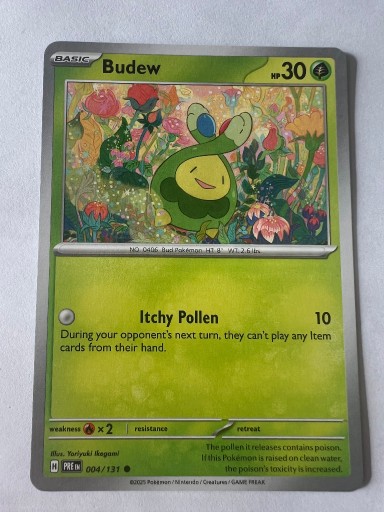 BASIC
Budew
HP 30
NO. 0406 Bud Pokémon HT: 8" WT: 2.6 lbs
Itchy Pollen 10
During your opponent's next turn, they can't play any Item
cards from their hand.
weakness ×2 resistance retreat
Illus. Yoriyuki Ikegami
H PRE EN 004/131
The pollen it releases contains poison.
If this Pokémon is raised on clean water,
the poison's toxicity is increased.
©2025 Pokémon / Nintendo / Creatures / GAME FREAK